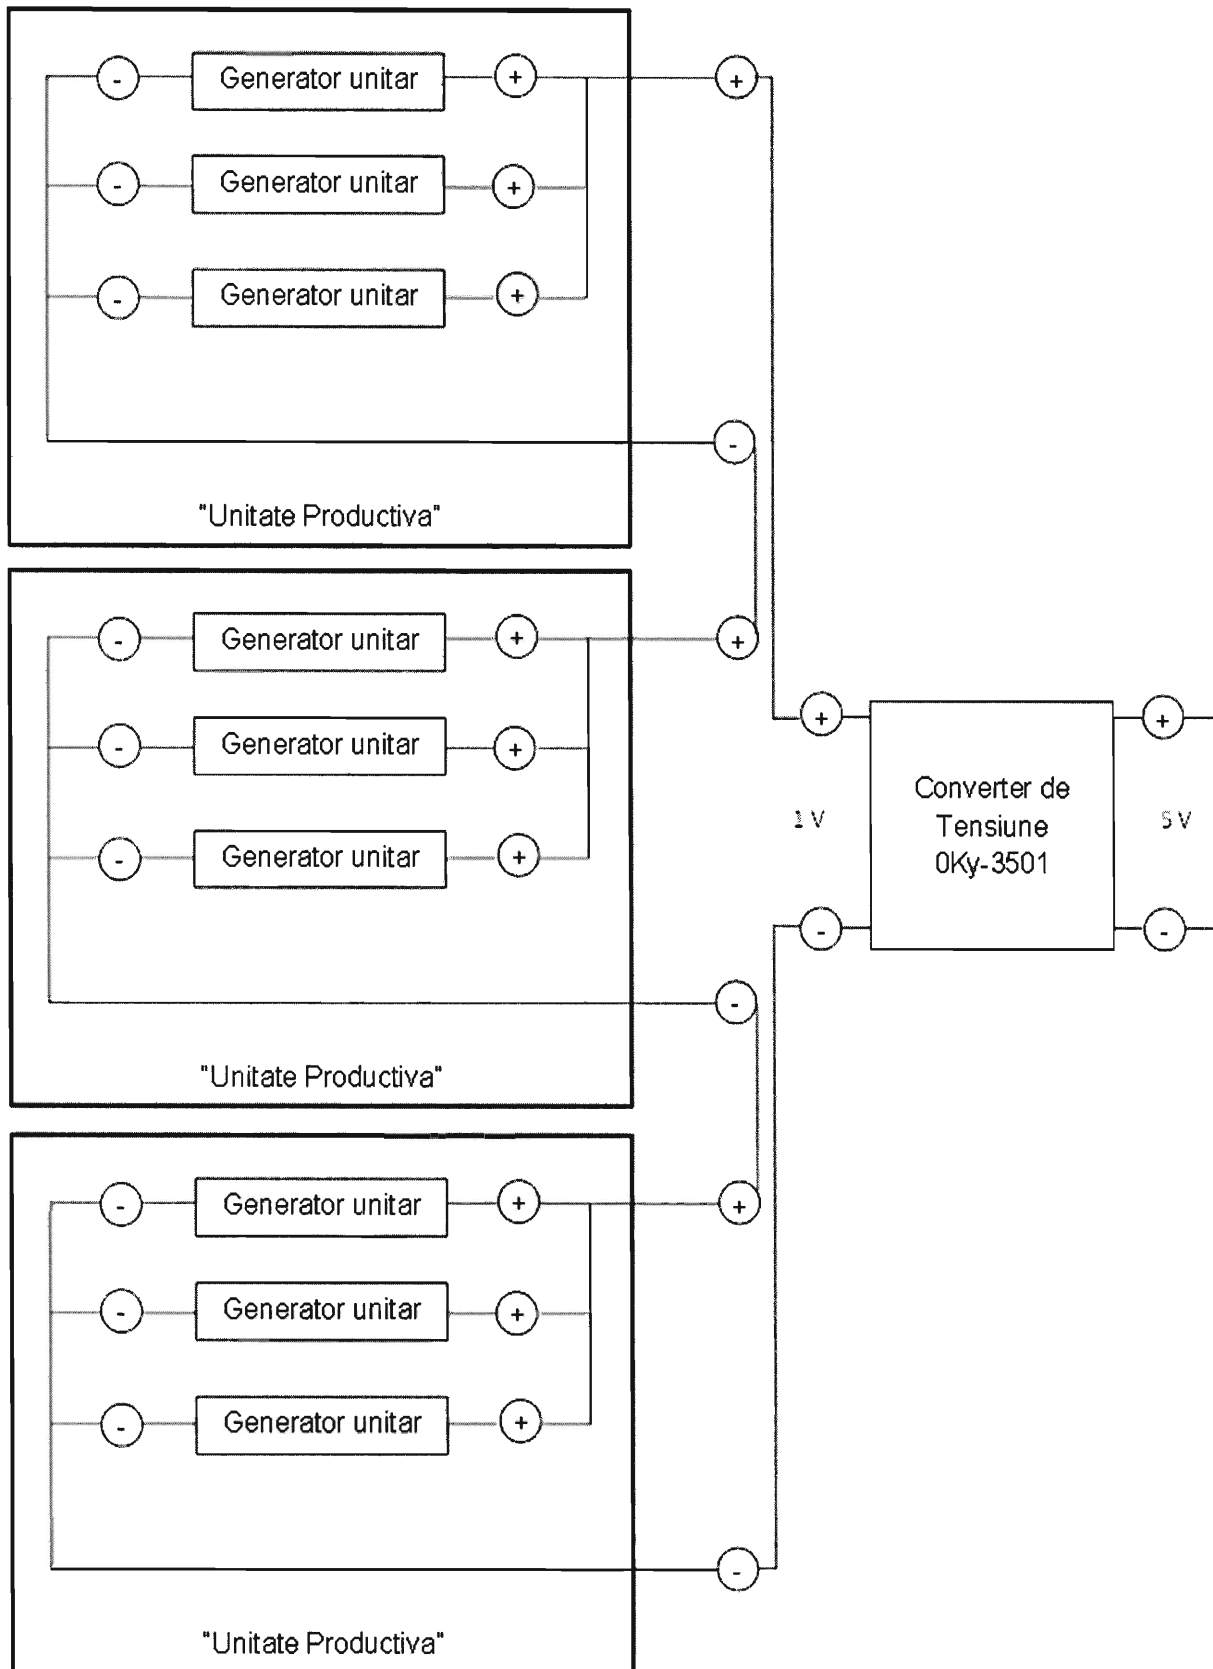 - Generator unitar +
- Generator unitar +
- Generator unitar +
+
-
"Unitate Productiva"
- Generator unitar +
- Generator unitar +
- Generator unitar +
+
-
"Unitate Productiva"
- Generator unitar +
- Generator unitar +
- Generator unitar +
+
-
"Unitate Productiva"
+
1 V
-
Converter de
Tensiune
0Ky-3501
+
5 V
-